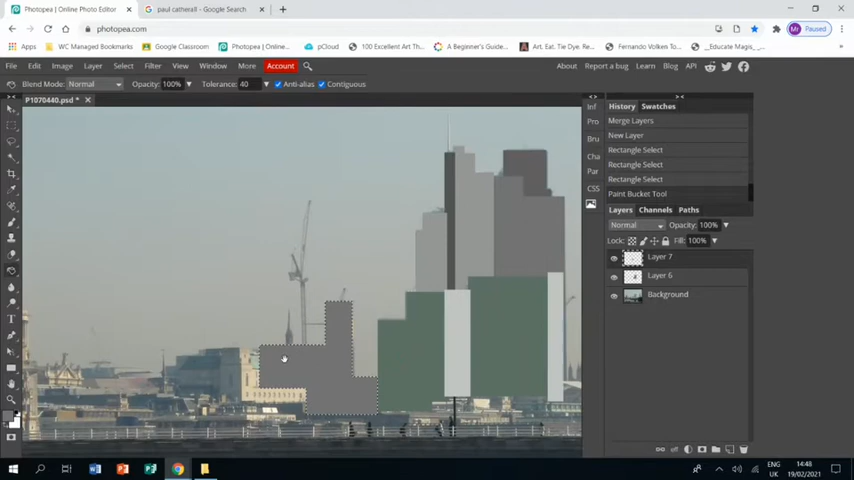 Photopea | Online Photo Editor
paul catherall - Google Search
photopea.com
Paused
Apps
WC Managed Bookmarks
Google Classroom
Photopea | Online...
pCloud
100 Excellent Art Th...
A Beginner's Guide...
Art. Eat. Tie Dye. Re...
Fernando Volken To...
_Educate Magis_ -...
File Edit Image Layer Select Filter View Window More Account
About Report a bug Learn Blog API
Blend Mode: Normal Opacity: 100% Tolerance: 40 Anti-alias Contiguous
P1070440.psd *
Inf
Pro
Bru
Cha
Par
CSS
History Swatches
Merge Layers
New Layer
Rectangle Select
Rectangle Select
Rectangle Select
Paint Bucket Tool
Layers Channels Paths
Normal Opacity: 100%
Lock: Fill: 100%
Layer 7
Layer 6
Background
ENG
UK
14:48
19/02/2021